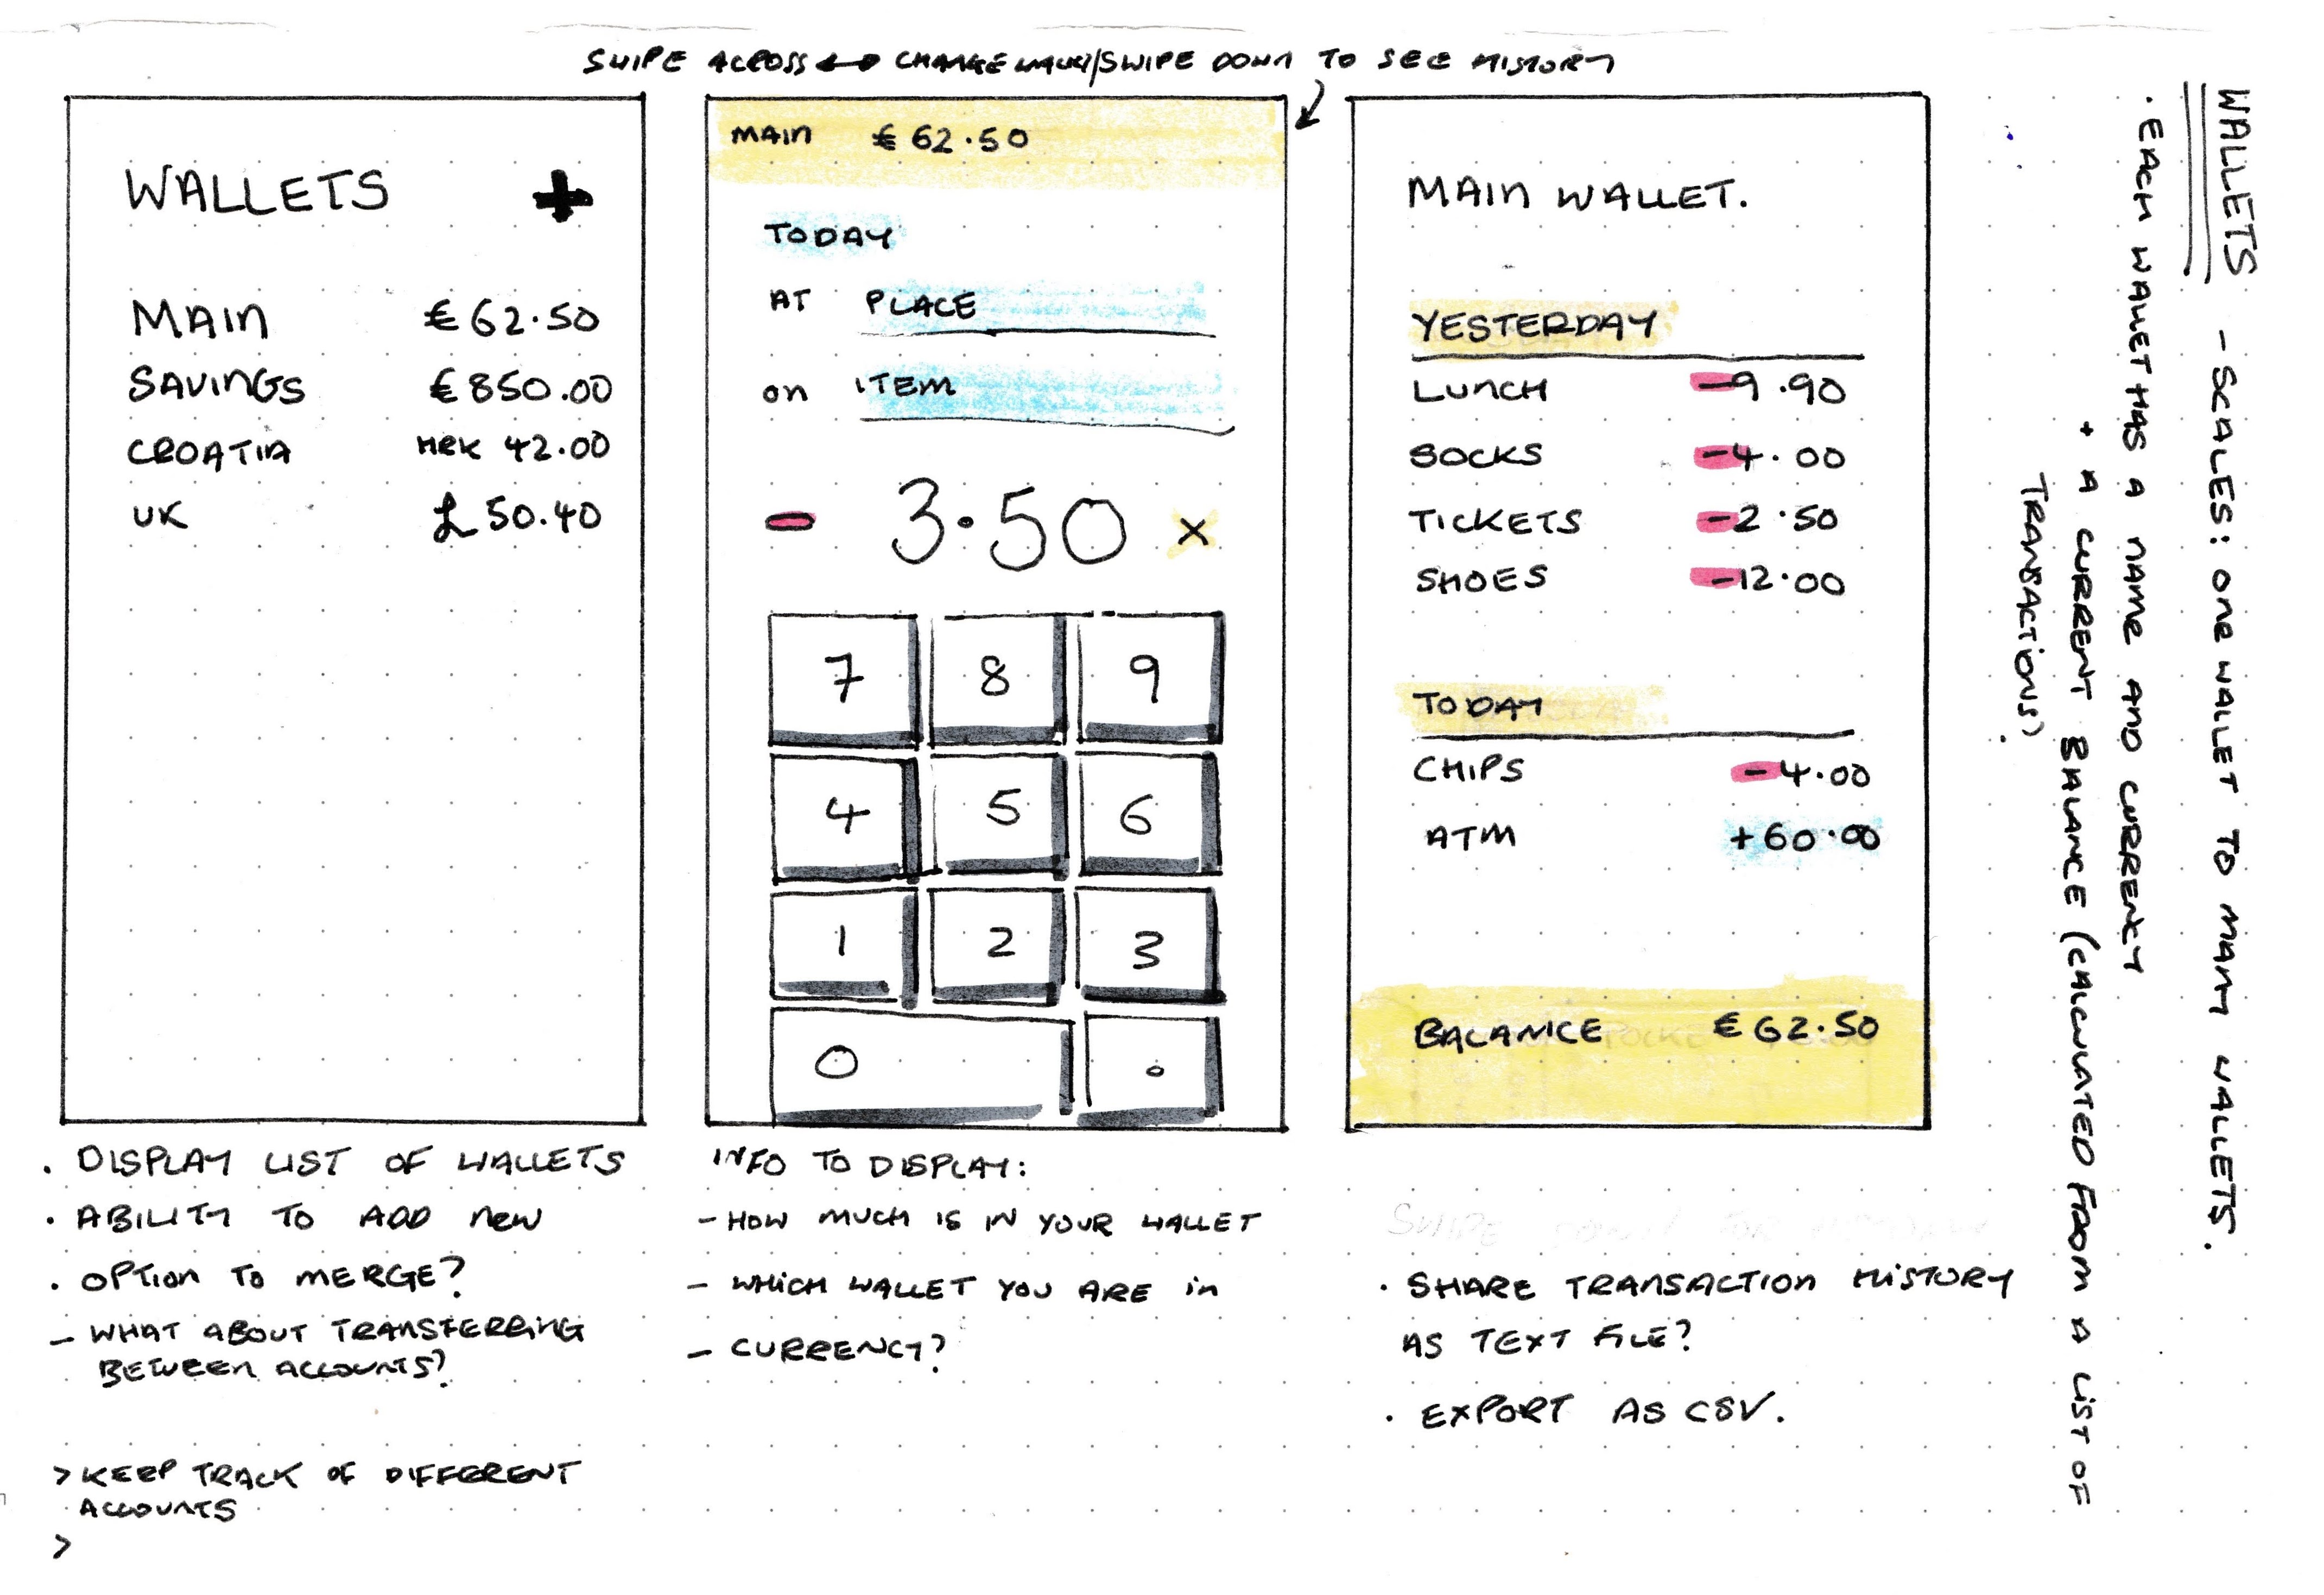 SWIPE ACROSS ↔ CHANGE WALLET/SWIPE DOWN TO SEE HISTORY
WALLETS +
MAIN € 62.50
SAVINGS € 850.00
CROATIA HRK 42.00
UK £ 50.40
. DISPLAY LIST OF WALLETS
. ABILITY TO ADD NEW
. OPTION TO MERGE?
- WHAT ABOUT TRANSFERRING
BETWEEN ACCOUNTS?
> KEEP TRACK OF DIFFERENT
ACCOUNTS
>
MAIN € 62.50
TODAY
AT PLACE
ON ITEM
- 3.50 ×
7 8 9
4 5 6
1 2 3
0 .
INFO TO DISPLAY:
- HOW MUCH IS IN YOUR WALLET
- WHICH WALLET YOU ARE IN
- CURRENCY?
MAIN WALLET.
YESTERDAY
LUNCH -9.90
SOCKS -4.00
TICKETS -2.50
SHOES -12.00
TODAY
CHIPS -4.00
ATM +60.00
BALANCE € 62.50
. SHARE TRANSACTION HISTORY
AS TEXT FILE?
. EXPORT AS CSV.
WALLETS - SCALES: ONE WALLET TO MANY WALLETS.
. EACH WALLET HAS A NAME AND CURRENCY
+ A CURRENT BALANCE (CALCULATED FROM A LIST OF
TRANSACTIONS).